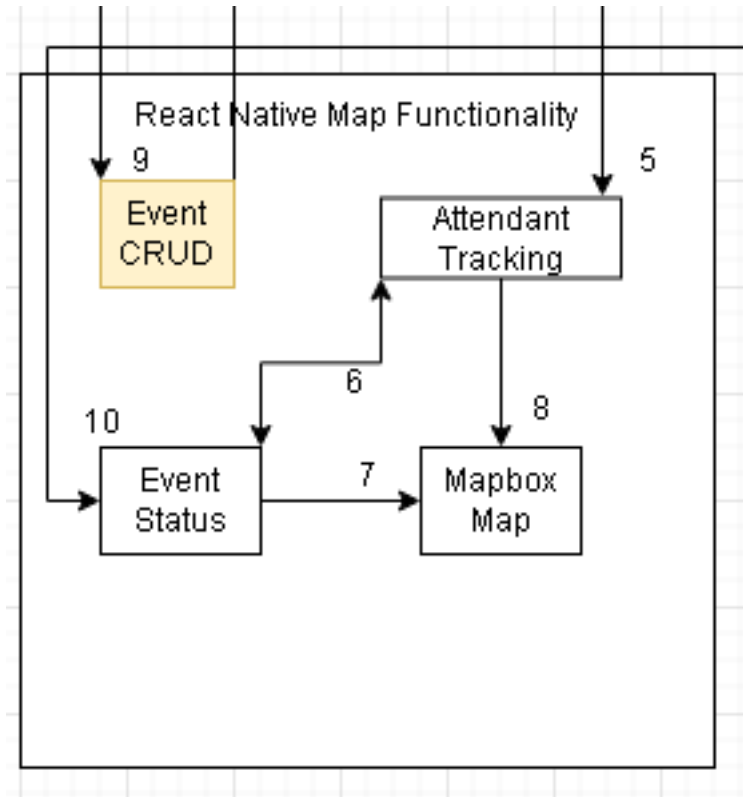 React Native Map Functionality
9
5
Event
CRUD
Attendant
Tracking
6
8
10
Event
Status
7
Mapbox
Map